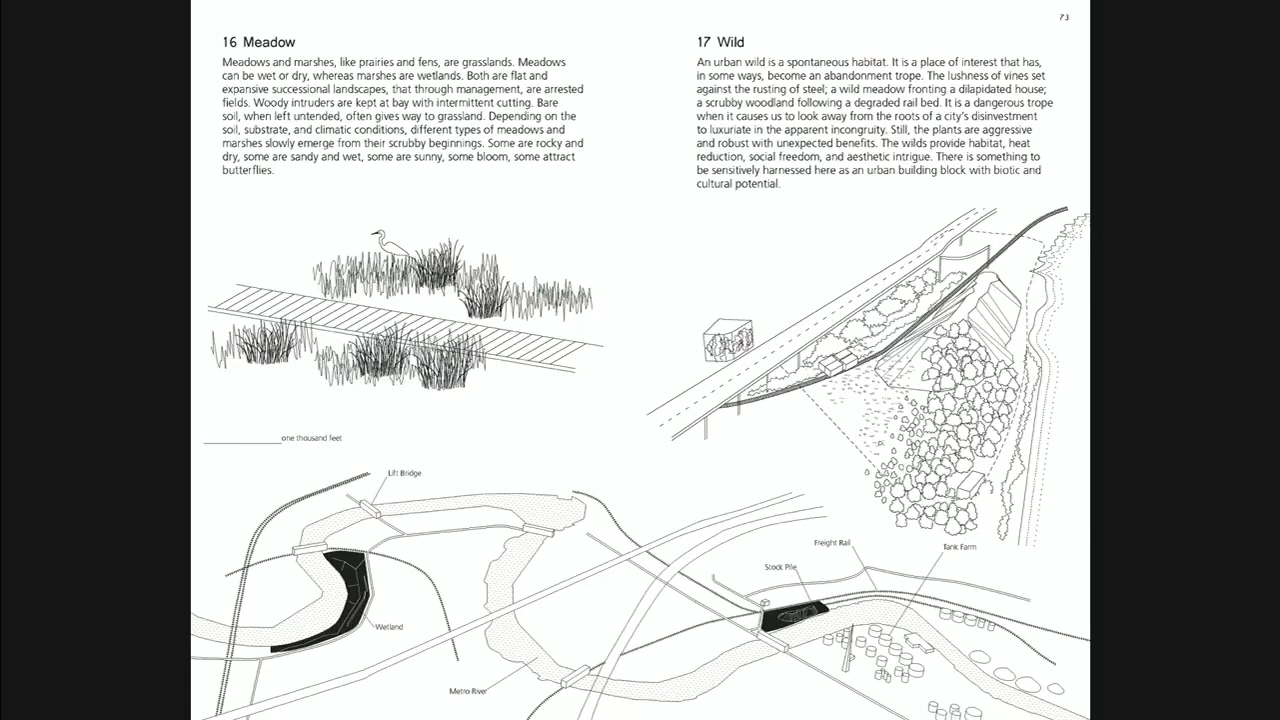 73
16 Meadow
Meadows and marshes, like prairies and fens, are grasslands. Meadows
can be wet or dry, whereas marshes are wetlands. Both are flat and
expansive successional landscapes, that through management, are arrested
fields. Woody intruders are kept at bay with intermittent cutting. Bare
soil, when left untended, often gives way to grassland. Depending on the
soil, substrate, and climatic conditions, different types of meadows and
marshes slowly emerge from their scrubby beginnings. Some are rocky and
dry, some are sandy and wet, some are sunny, some bloom, some attract
butterflies.
17 Wild
An urban wild is a spontaneous habitat. It is a place of interest that has,
in some ways, become an abandonment trope. The lushness of vines set
against the rusting of steel; a wild meadow fronting a dilapidated house;
a scrubby woodland following a degraded rail bed. It is a dangerous trope
when it causes us to look away from the roots of a city's disinvestment
to luxuriate in the apparent incongruity. Still, the plants are aggressive
and robust with unexpected benefits. The wilds provide habitat, heat
reduction, social freedom, and aesthetic intrigue. There is something to
be sensitively harnessed here as an urban building block with biotic and
cultural potential.
one thousand feet
Lift Bridge
Wetland
Metro River
Freight Rail
Tank Farm
Stock Pile